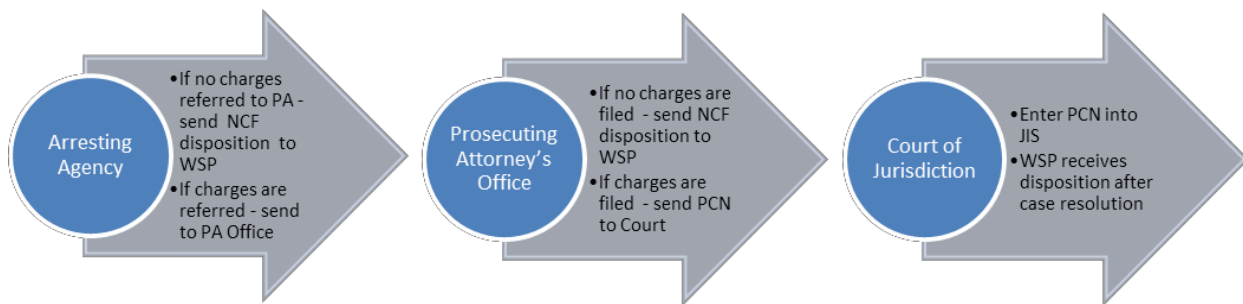 Arresting
Agency
•If no charges
referred to PA -
send NCF
disposition to
WSP
•If charges are
referred - send
to PA Office
Prosecuting
Attorney's
Office
•If no charges are
filed - send NCF
disposition to
WSP
•If charges are
filed - send PCN
to Court
Court of
Jurisdiction
•Enter PCN into
JIS
•WSP receives
disposition after
case resolution